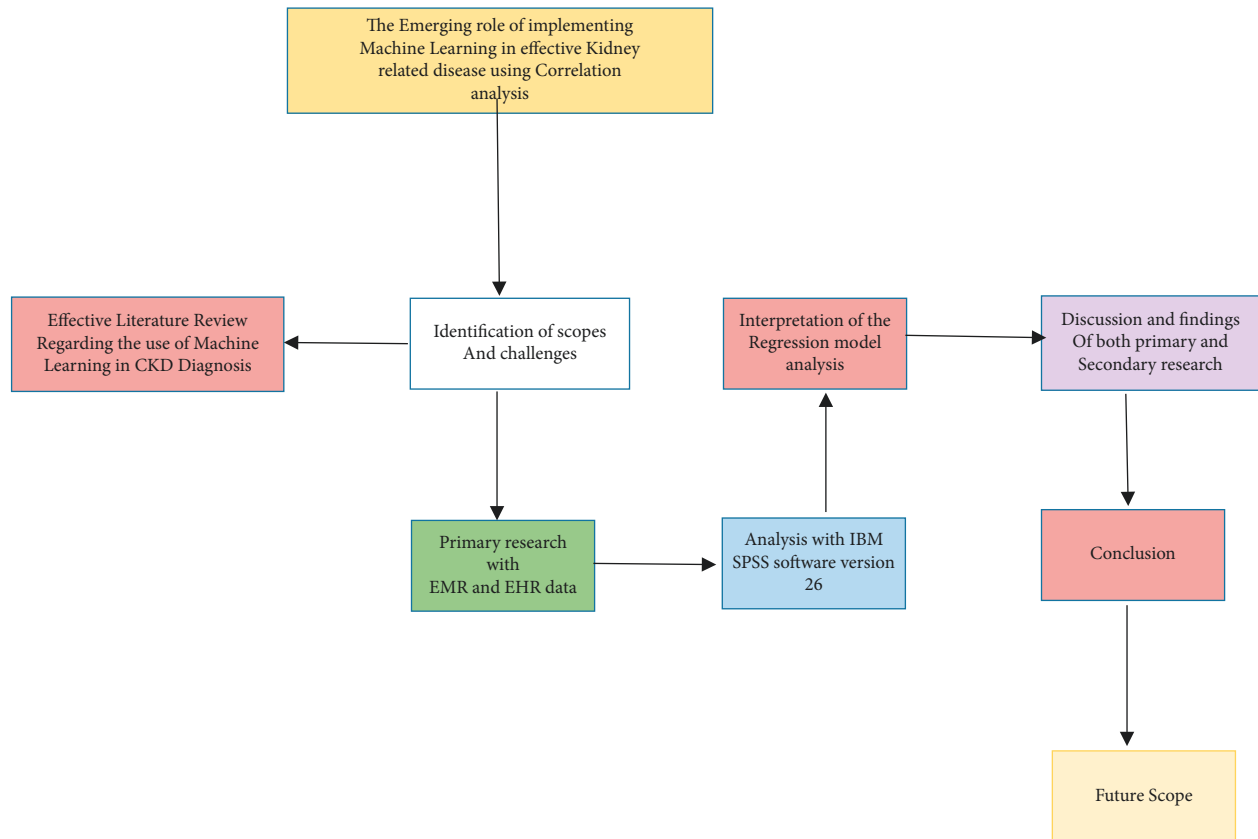 The Emerging role of implementing
Machine Learning in effective Kidney
related disease using Correlation
analysis
Effective Literature Review
Regarding the use of Machine
Learning in CKD Diagnosis
Identification of scopes
And challenges
Interpretation of the
Regression model
analysis
Discussion and findings
Of both primary and
Secondary research
Primary research
with
EMR and EHR data
Analysis with IBM
SPSS software version
26
Conclusion
Future Scope